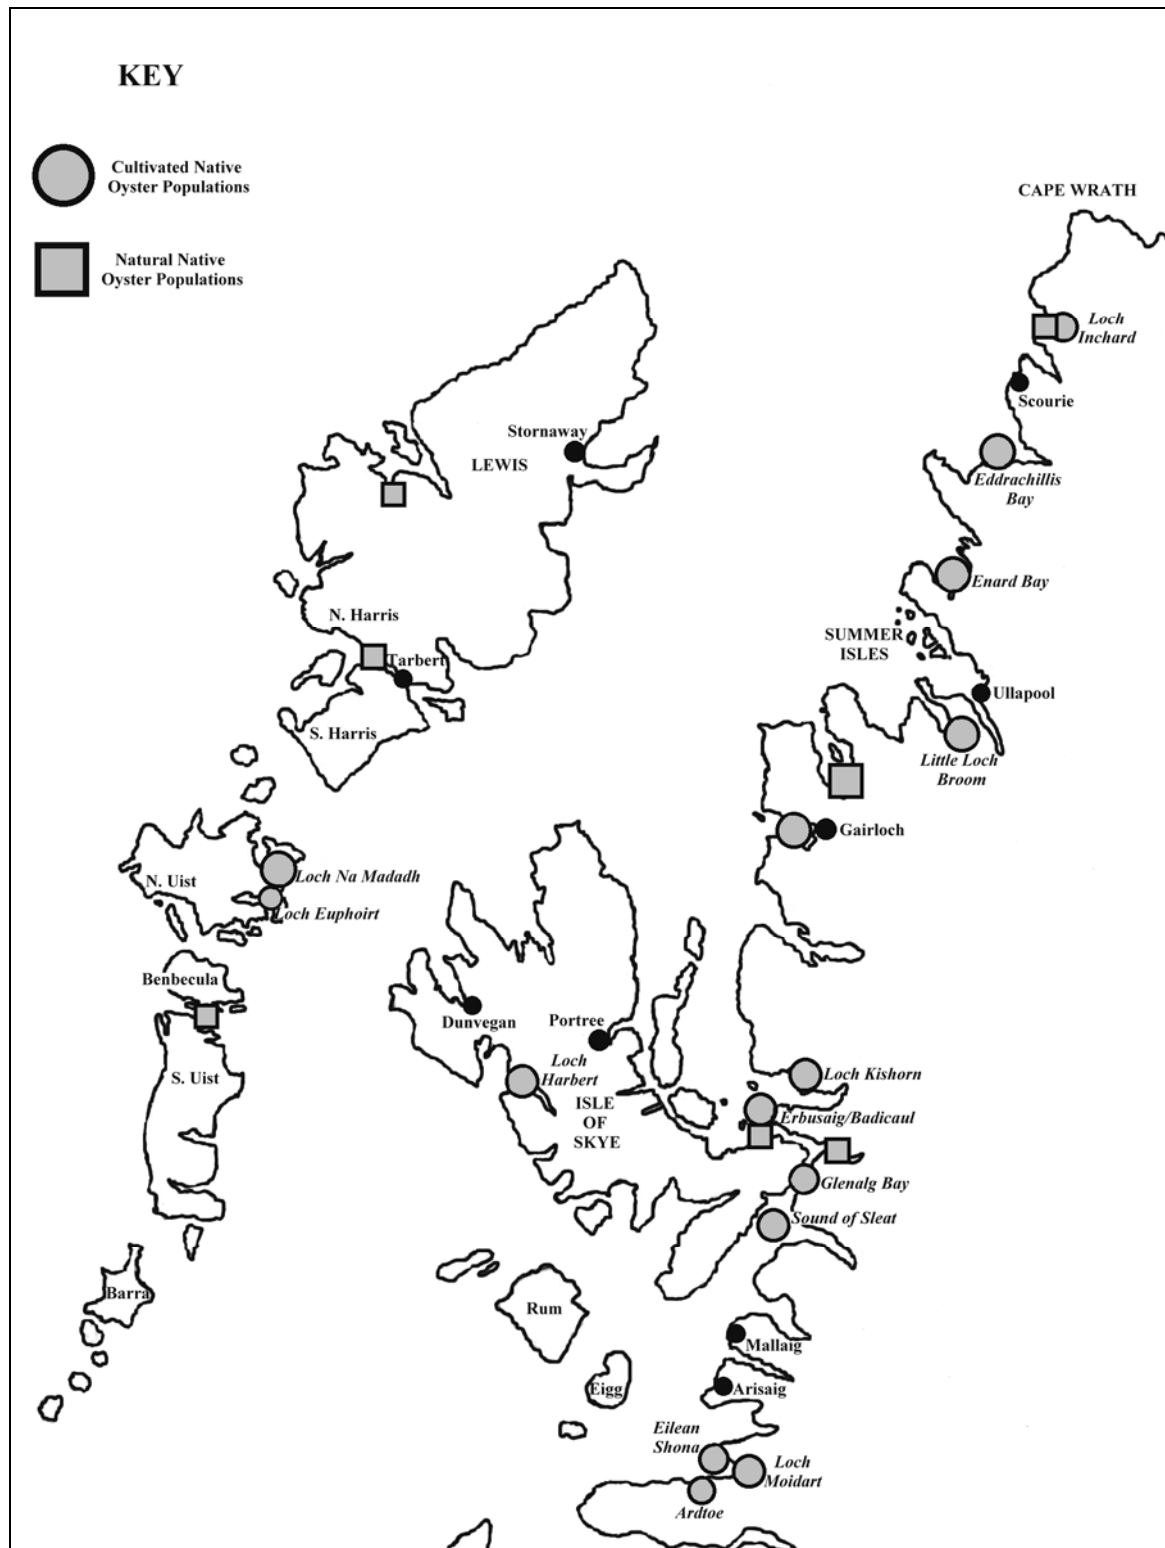 KEY
Cultivated Native
Oyster Populations
Natural Native
Oyster Populations
CAPE WRATH
Loch
Inchard
Scourie
Stornaway
LEWIS
Eddrachillis
Bay
Enard Bay
N. Harris
SUMMER
ISLES
Tarbert
Ullapool
S. Harris
Little Loch
Broom
Gairloch
N. Uist
Loch Na Madadh
Loch Euphoirt
Benbecula
Dunvegan
Portree
Loch
Harbert
S. Uist
Loch Kishorn
ISLE
OF
SKYE
Erbusaig/Badicaul
Glenalg Bay
Sound of Sleat
Barra
Rum
Mallaig
Eigg
Arisaig
Eilean
Shona
Loch
Moidart
Ardtoe